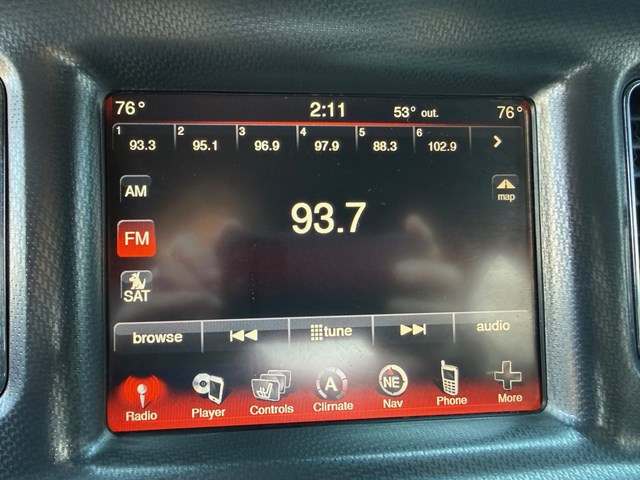 76° 2:11 53° out. 76°
1 2 3 4 5 6
93.3 95.1 96.9 97.9 88.3 102.9 >
AM
map
93.7
FM
SAT
browse tune audio
A NE
Radio Player Controls Climate Nav Phone More